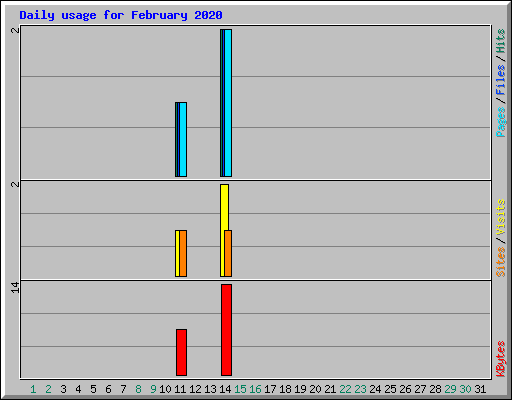 Daily usage for February 2020
2
2
14
Pages/Files/Hits
Sites/Visits
KBytes
1 2 3 4 5 6 7 8 9 10 11 12 13 14 15 16 17 18 19 20 21 22 23 24 25 26 27 28 29 30 31